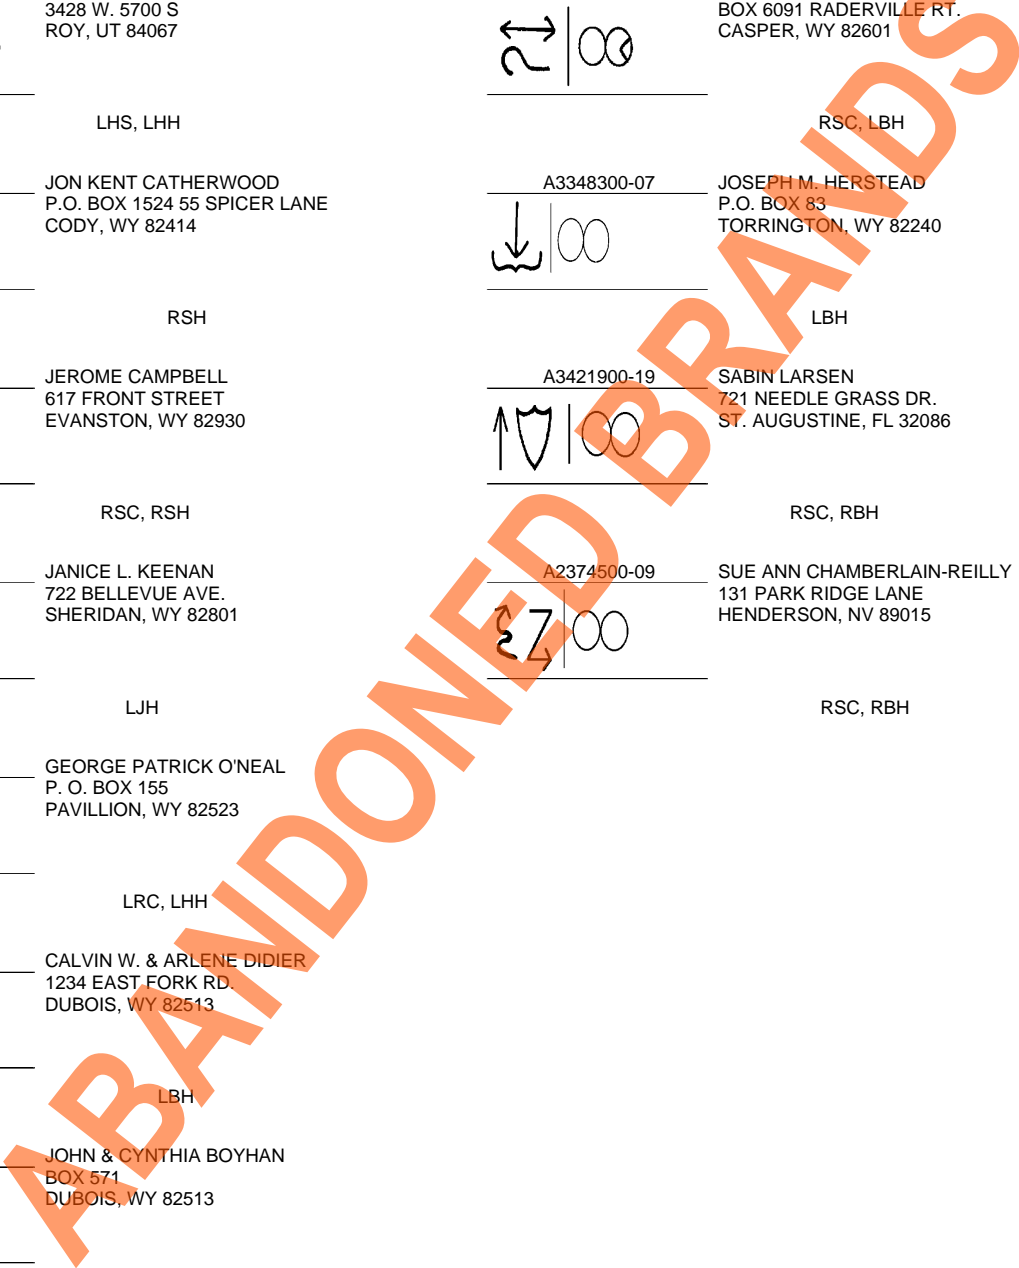 3428 W. 5700 S
ROY, UT 84067
LHS, LHH
JON KENT CATHERWOOD
P.O. BOX 1524 55 SPICER LANE
CODY, WY 82414
RSH
JEROME CAMPBELL
617 FRONT STREET
EVANSTON, WY 82930
RSC, RSH
JANICE L. KEENAN
722 BELLEVUE AVE.
SHERIDAN, WY 82801
LJH
GEORGE PATRICK O'NEAL
P. O. BOX 155
PAVILLION, WY 82523
LRC, LHH
CALVIN W. & ARLENE DIDIER
1234 EAST FORK RD.
DUBOIS, WY 82513
LBH
JOHN & CYNTHIA BOYHAN
BOX 571
DUBOIS, WY 82513
BOX 6091 RADERVILLE RT.
CASPER, WY 82601
RSC, LBH
A3348300-07
JOSEPH M. HERSTEAD
P.O. BOX 83
TORRINGTON, WY 82240
LBH
A3421900-19
SABIN LARSEN
721 NEEDLE GRASS DR.
ST. AUGUSTINE, FL 32086
RSC, RBH
A2374500-09
SUE ANN CHAMBERLAIN-REILLY
131 PARK RIDGE LANE
HENDERSON, NV 89015
RSC, RBH
ABANDONED BRANDS